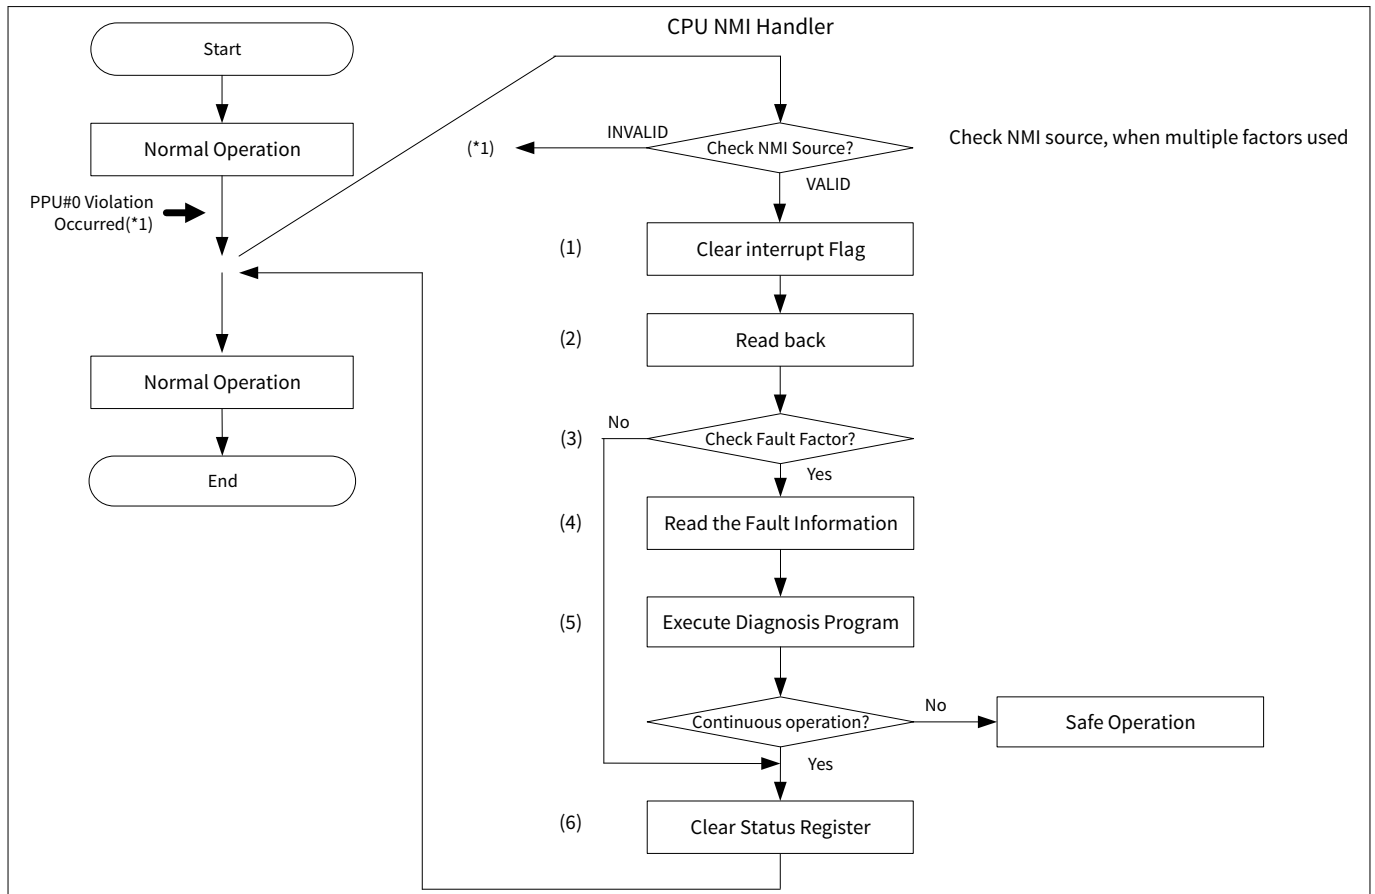 CPU NMI Handler
Start
Normal Operation
PPU#0 Violation
Occurred(*1)
Normal Operation
End
(*1)
INVALID
Check NMI Source?
Check NMI source, when multiple factors used
VALID
(1)
Clear interrupt Flag
(2)
Read back
(3)
No
Check Fault Factor?
Yes
(4)
Read the Fault Information
(5)
Execute Diagnosis Program
Continuous operation?
No
Safe Operation
Yes
(6)
Clear Status Register